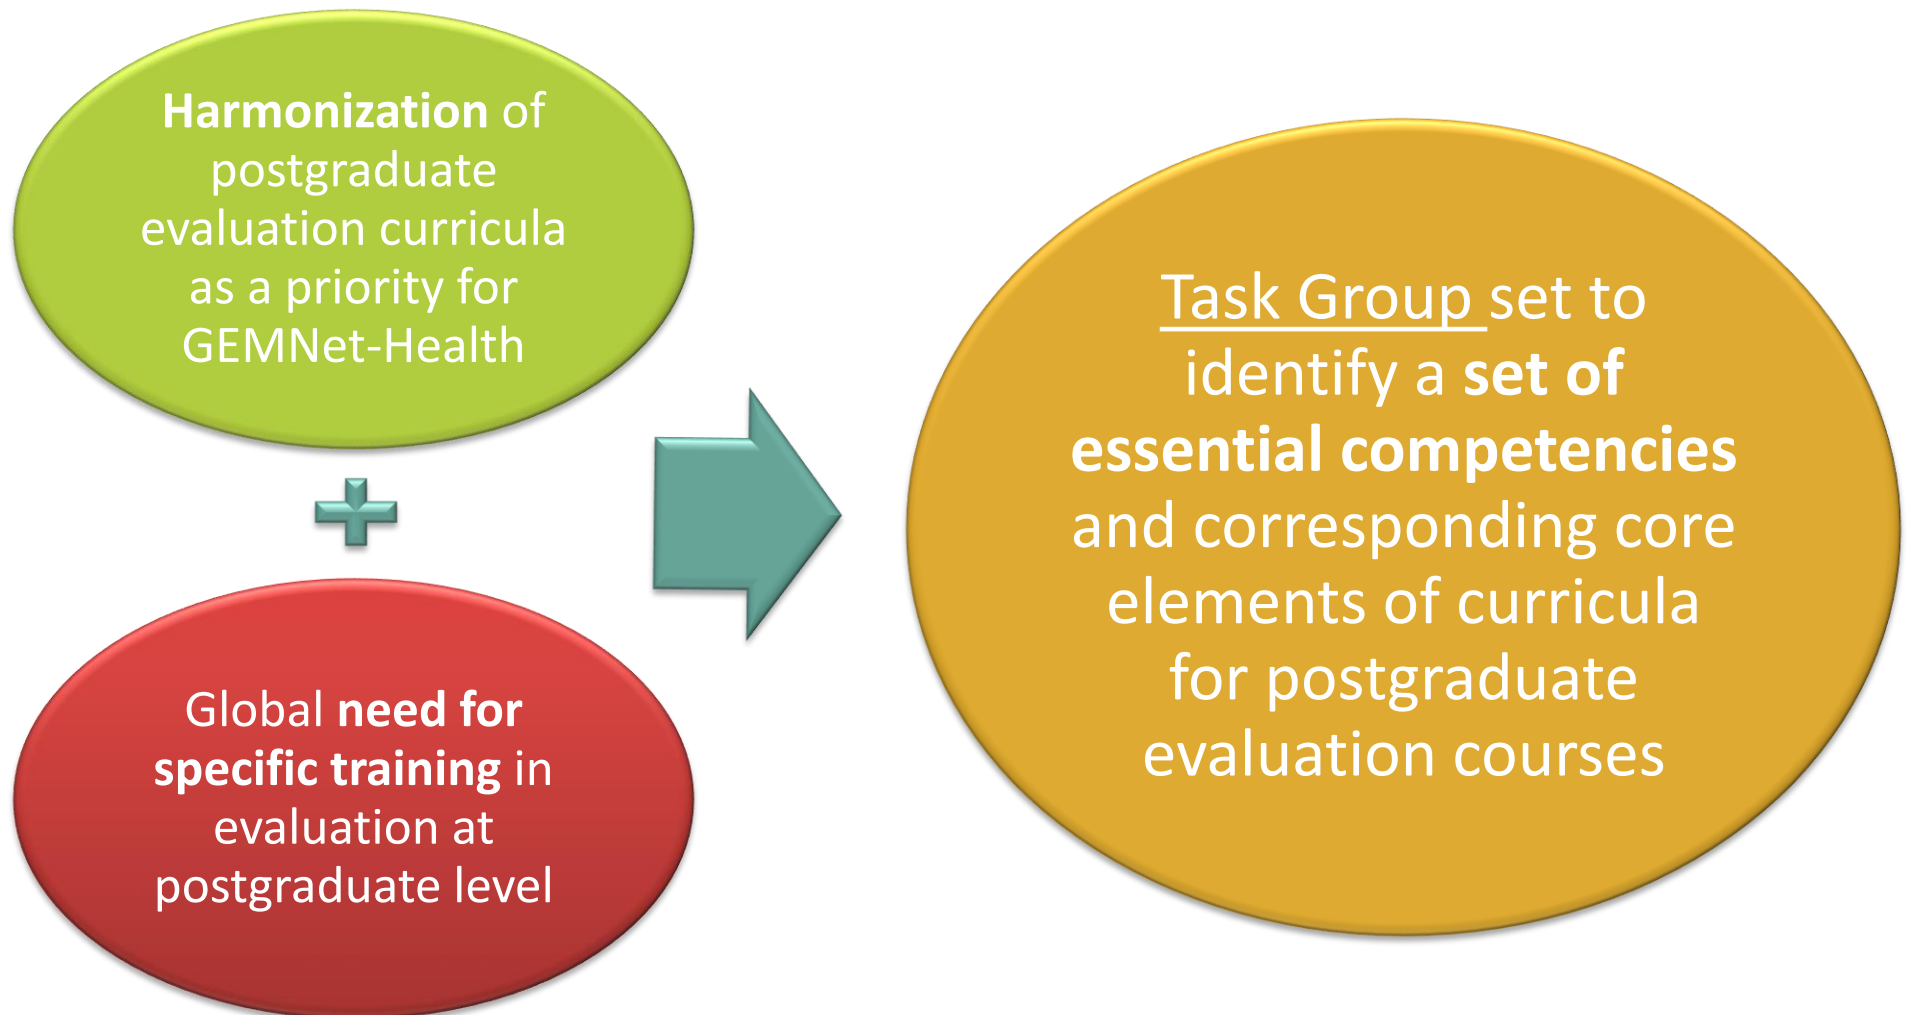 Harmonization of
postgraduate
evaluation curricula
as a priority for
GEMNet-Health
Global need for
specific training in
evaluation at
postgraduate level
Task Group set to
identify a set of
essential competencies
and corresponding core
elements of curricula
for postgraduate
evaluation courses